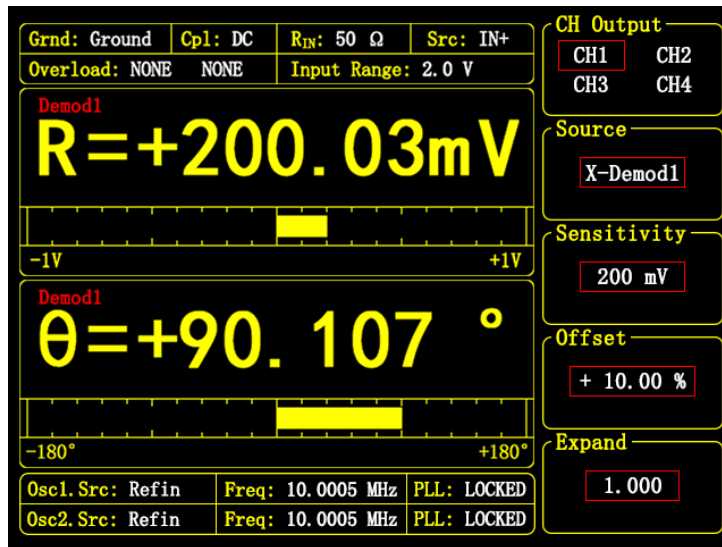 Grnd: Ground Cpl: DC RIN: 50 Ω Src: IN+
Overload: NONE NONE Input Range: 2.0 V
Demod1
R=+200.03mV
-1V +1V
Demod1
θ=+90.107 °
-180° +180°
Osc1.Src: Refin Freq: 10.0005 MHz PLL: LOCKED
Osc2.Src: Refin Freq: 10.0005 MHz PLL: LOCKED
CH Output
CH1 CH2
CH3 CH4
Source
X-Demod1
Sensitivity
200 mV
Offset
+ 10.00 %
Expand
1.000